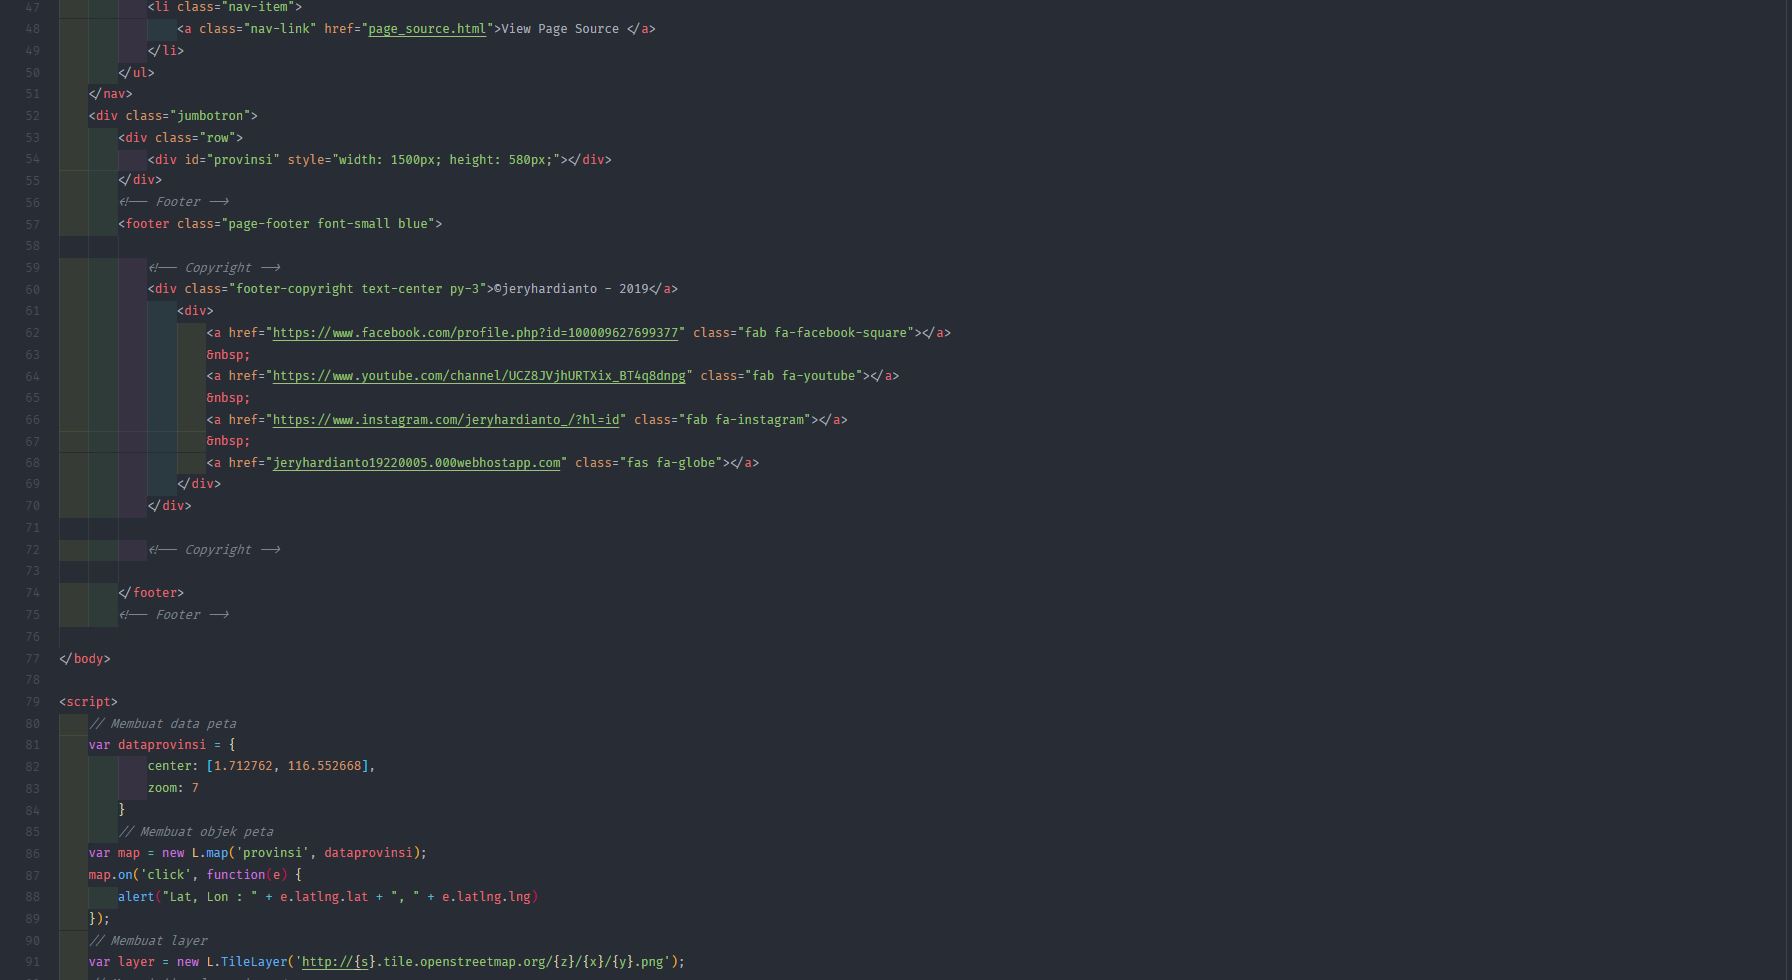 47 <li class="nav-item">
48 <a class="nav-link" href="page_source.html">View Page Source </a>
49 </li>
50 </ul>
51 </nav>
52 <div class="jumbotron">
53 <div class="row">
54 <div id="provinsi" style="width: 1500px; height: 580px;"></div>
55 </div>
56 <!-- Footer -->
57 <footer class="page-footer font-small blue">
58
59 <!-- Copyright -->
60 <div class="footer-copyright text-center py-3">©jeryhardianto - 2019</a>
61 <div>
62 <a href="https://www.facebook.com/profile.php?id=100009627699377" class="fab fa-facebook-square"></a>
63 &nbsp;
64 <a href="https://www.youtube.com/channel/UCZ8JVjhURTXix_BT4q8dnpg" class="fab fa-youtube"></a>
65 &nbsp;
66 <a href="https://www.instagram.com/jeryhardianto_/?hl=id" class="fab fa-instagram"></a>
67 &nbsp;
68 <a href="jeryhardianto19220005.000webhostapp.com" class="fas fa-globe"></a>
69 </div>
70 </div>
71
72 <!-- Copyright -->
73
74 </footer>
75 <!-- Footer -->
76
77 </body>
78
79 <script>
80 // Membuat data peta
81 var dataprovinsi = {
82 center: [1.712762, 116.552668],
83 zoom: 7
84 }
85 // Membuat objek peta
86 var map = new L.map('provinsi', dataprovinsi);
87 map.on('click', function(e) {
88 alert("Lat, Lon : " + e.latlng.lat + ", " + e.latlng.lng)
89 });
90 // Membuat layer
91 var layer = new L.TileLayer('http://{s}.tile.openstreetmap.org/{z}/{x}/{y}.png');